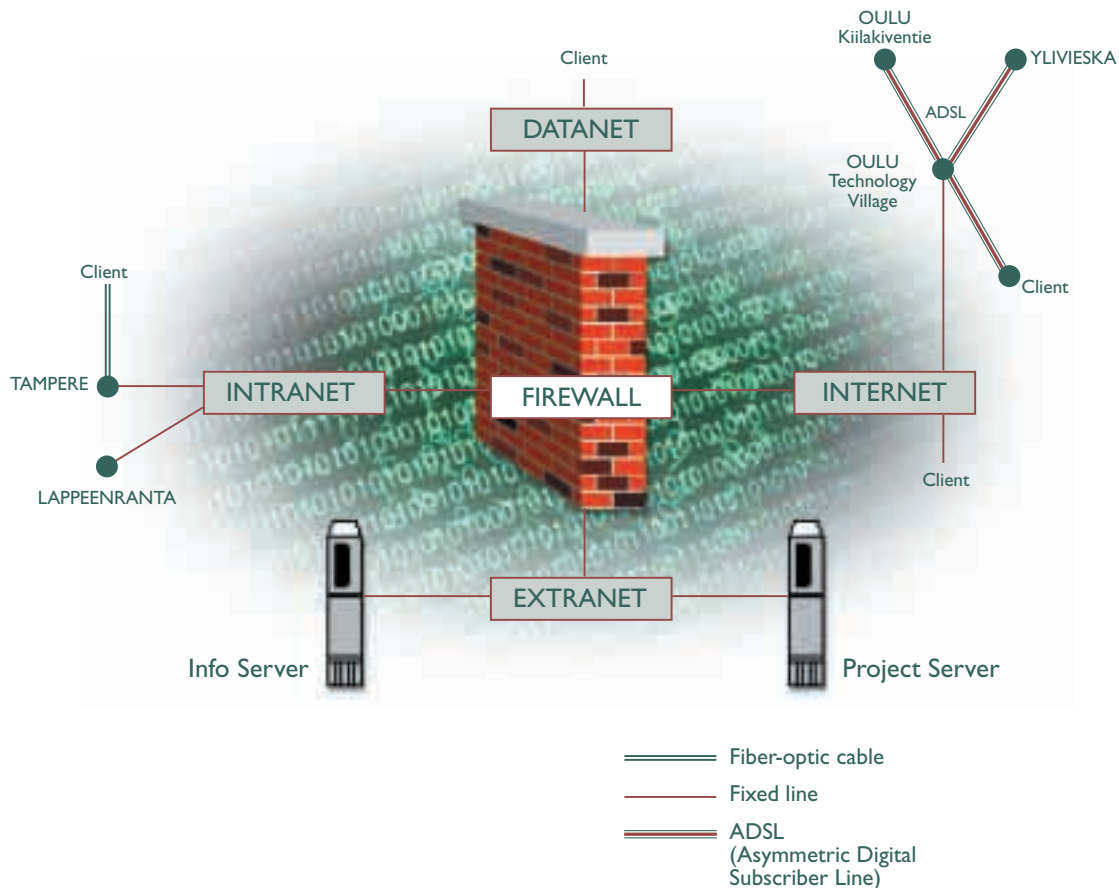 OULU
Kiilakiventie
YLIVIESKA
Client
ADSL
DATANET
OULU
Technology
Village
Client
Client
TAMPERE
INTRANET
FIREWALL
INTERNET
LAPPEENRANTA
Client
EXTRANET
Info Server
Project Server
Fiber-optic cable
Fixed line
ADSL
(Asymmetric Digital
Subscriber Line)